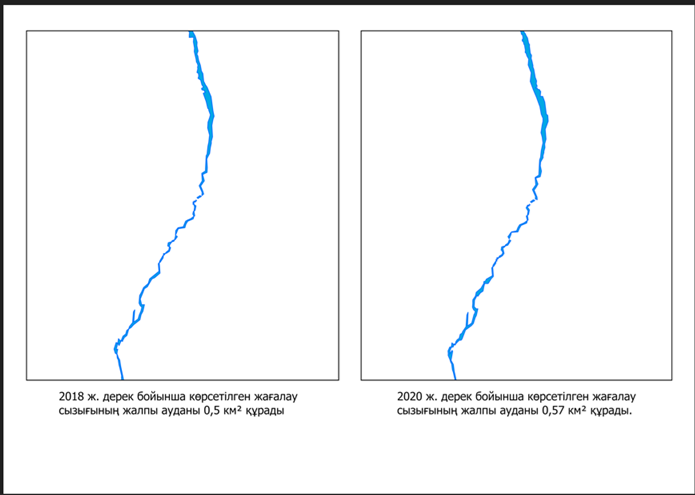 2018 ж. дерек бойынша көрсетілген жағалау
сызығының жалпы ауданы 0,5 км² құрады
2020 ж. дерек бойынша көрсетілген жағалау
сызығының жалпы ауданы 0,57 км² құрады.